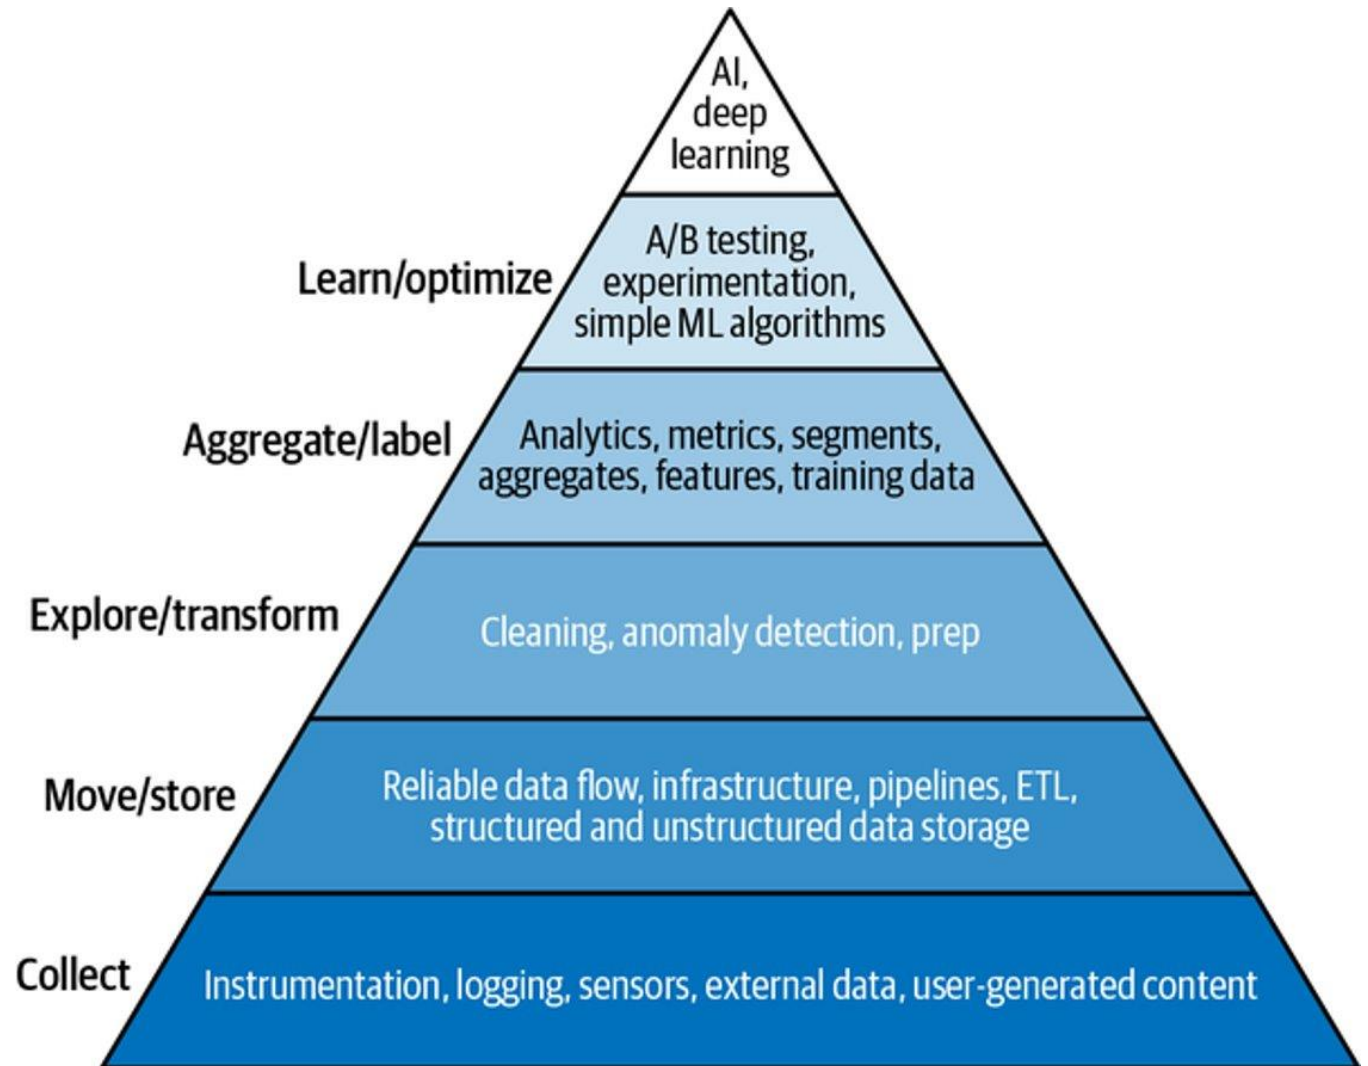 AI,
deep
learning
Learn/optimize
A/B testing,
experimentation,
simple ML algorithms
Aggregate/label
Analytics, metrics, segments,
aggregates, features, training data
Explore/transform
Cleaning, anomaly detection, prep
Move/store
Reliable data flow, infrastructure, pipelines, ETL,
structured and unstructured data storage
Collect
Instrumentation, logging, sensors, external data, user-generated content